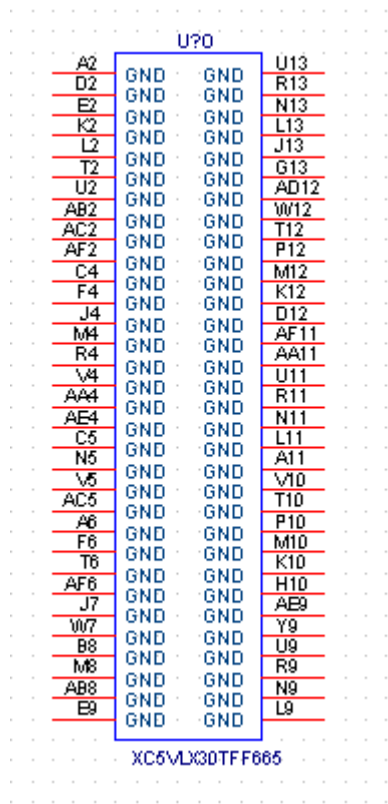 U?O
A2 GND GND U13
D2 GND GND R13
E2 GND GND N13
K2 GND GND L13
L2 GND GND J13
T2 GND GND G13
U2 GND GND AD12
AB2 GND GND W12
AC2 GND GND T12
AF2 GND GND P12
C4 GND GND M12
F4 GND GND K12
J4 GND GND D12
M4 GND GND AF11
R4 GND GND AA11
V4 GND GND U11
AA4 GND GND R11
AE4 GND GND N11
C5 GND GND L11
N5 GND GND A11
V5 GND GND V10
AC5 GND GND T10
A6 GND GND P10
F6 GND GND M10
T6 GND GND K10
AF6 GND GND H10
J7 GND GND AE9
W7 GND GND Y9
B8 GND GND U9
M8 GND GND R9
AB8 GND GND N9
E9 GND GND L9
XC5VLX30TFF665